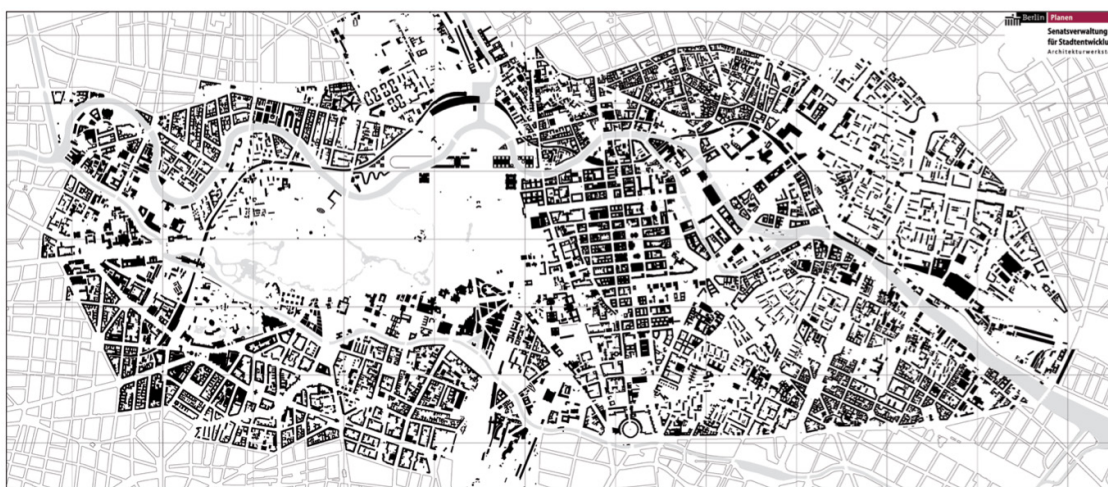 Berlin Planen
Senatsverwaltung
für Stadtentwicklu
Architekturwerkst